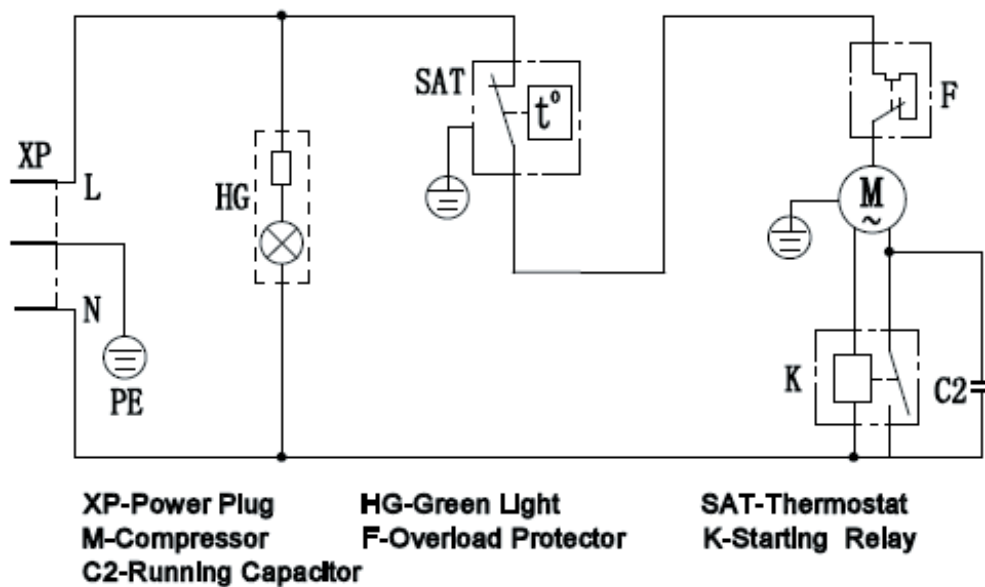 SAT
t°
F
XP
L
HG
M
~
N
K
C2
PE
XP-Power Plug HG-Green Light SAT-Thermostat
M-Compressor F-Overload Protector K-Starting Relay
C2-Running Capacitor